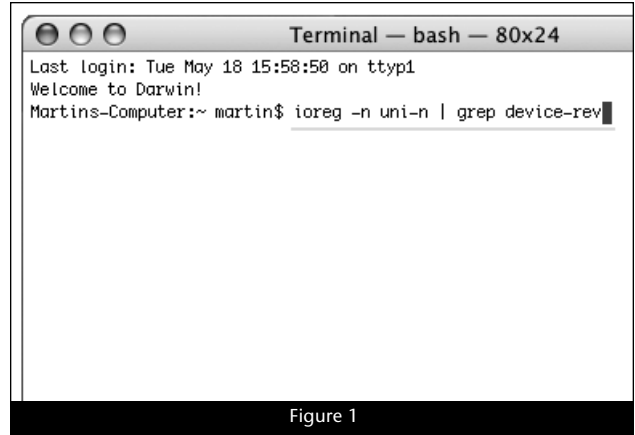 Terminal — bash — 80x24
Last login: Tue May 18 15:58:50 on ttyp1
Welcome to Darwin!
Martins-Computer:~ martin$ ioreg -n uni-n | grep device-rev
Figure 1